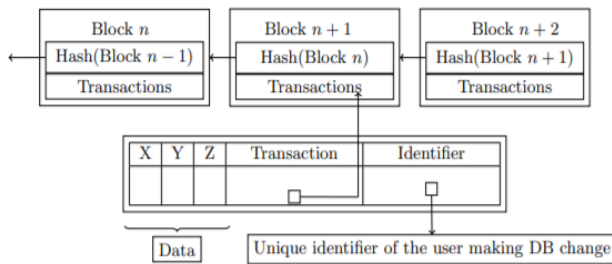 Block n Block n + 1 Block n + 2
Hash(Block n − 1) Hash(Block n) Hash(Block n + 1)
Transactions Transactions Transactions
X Y Z Transaction Identifier
Data Unique identifier of the user making DB change